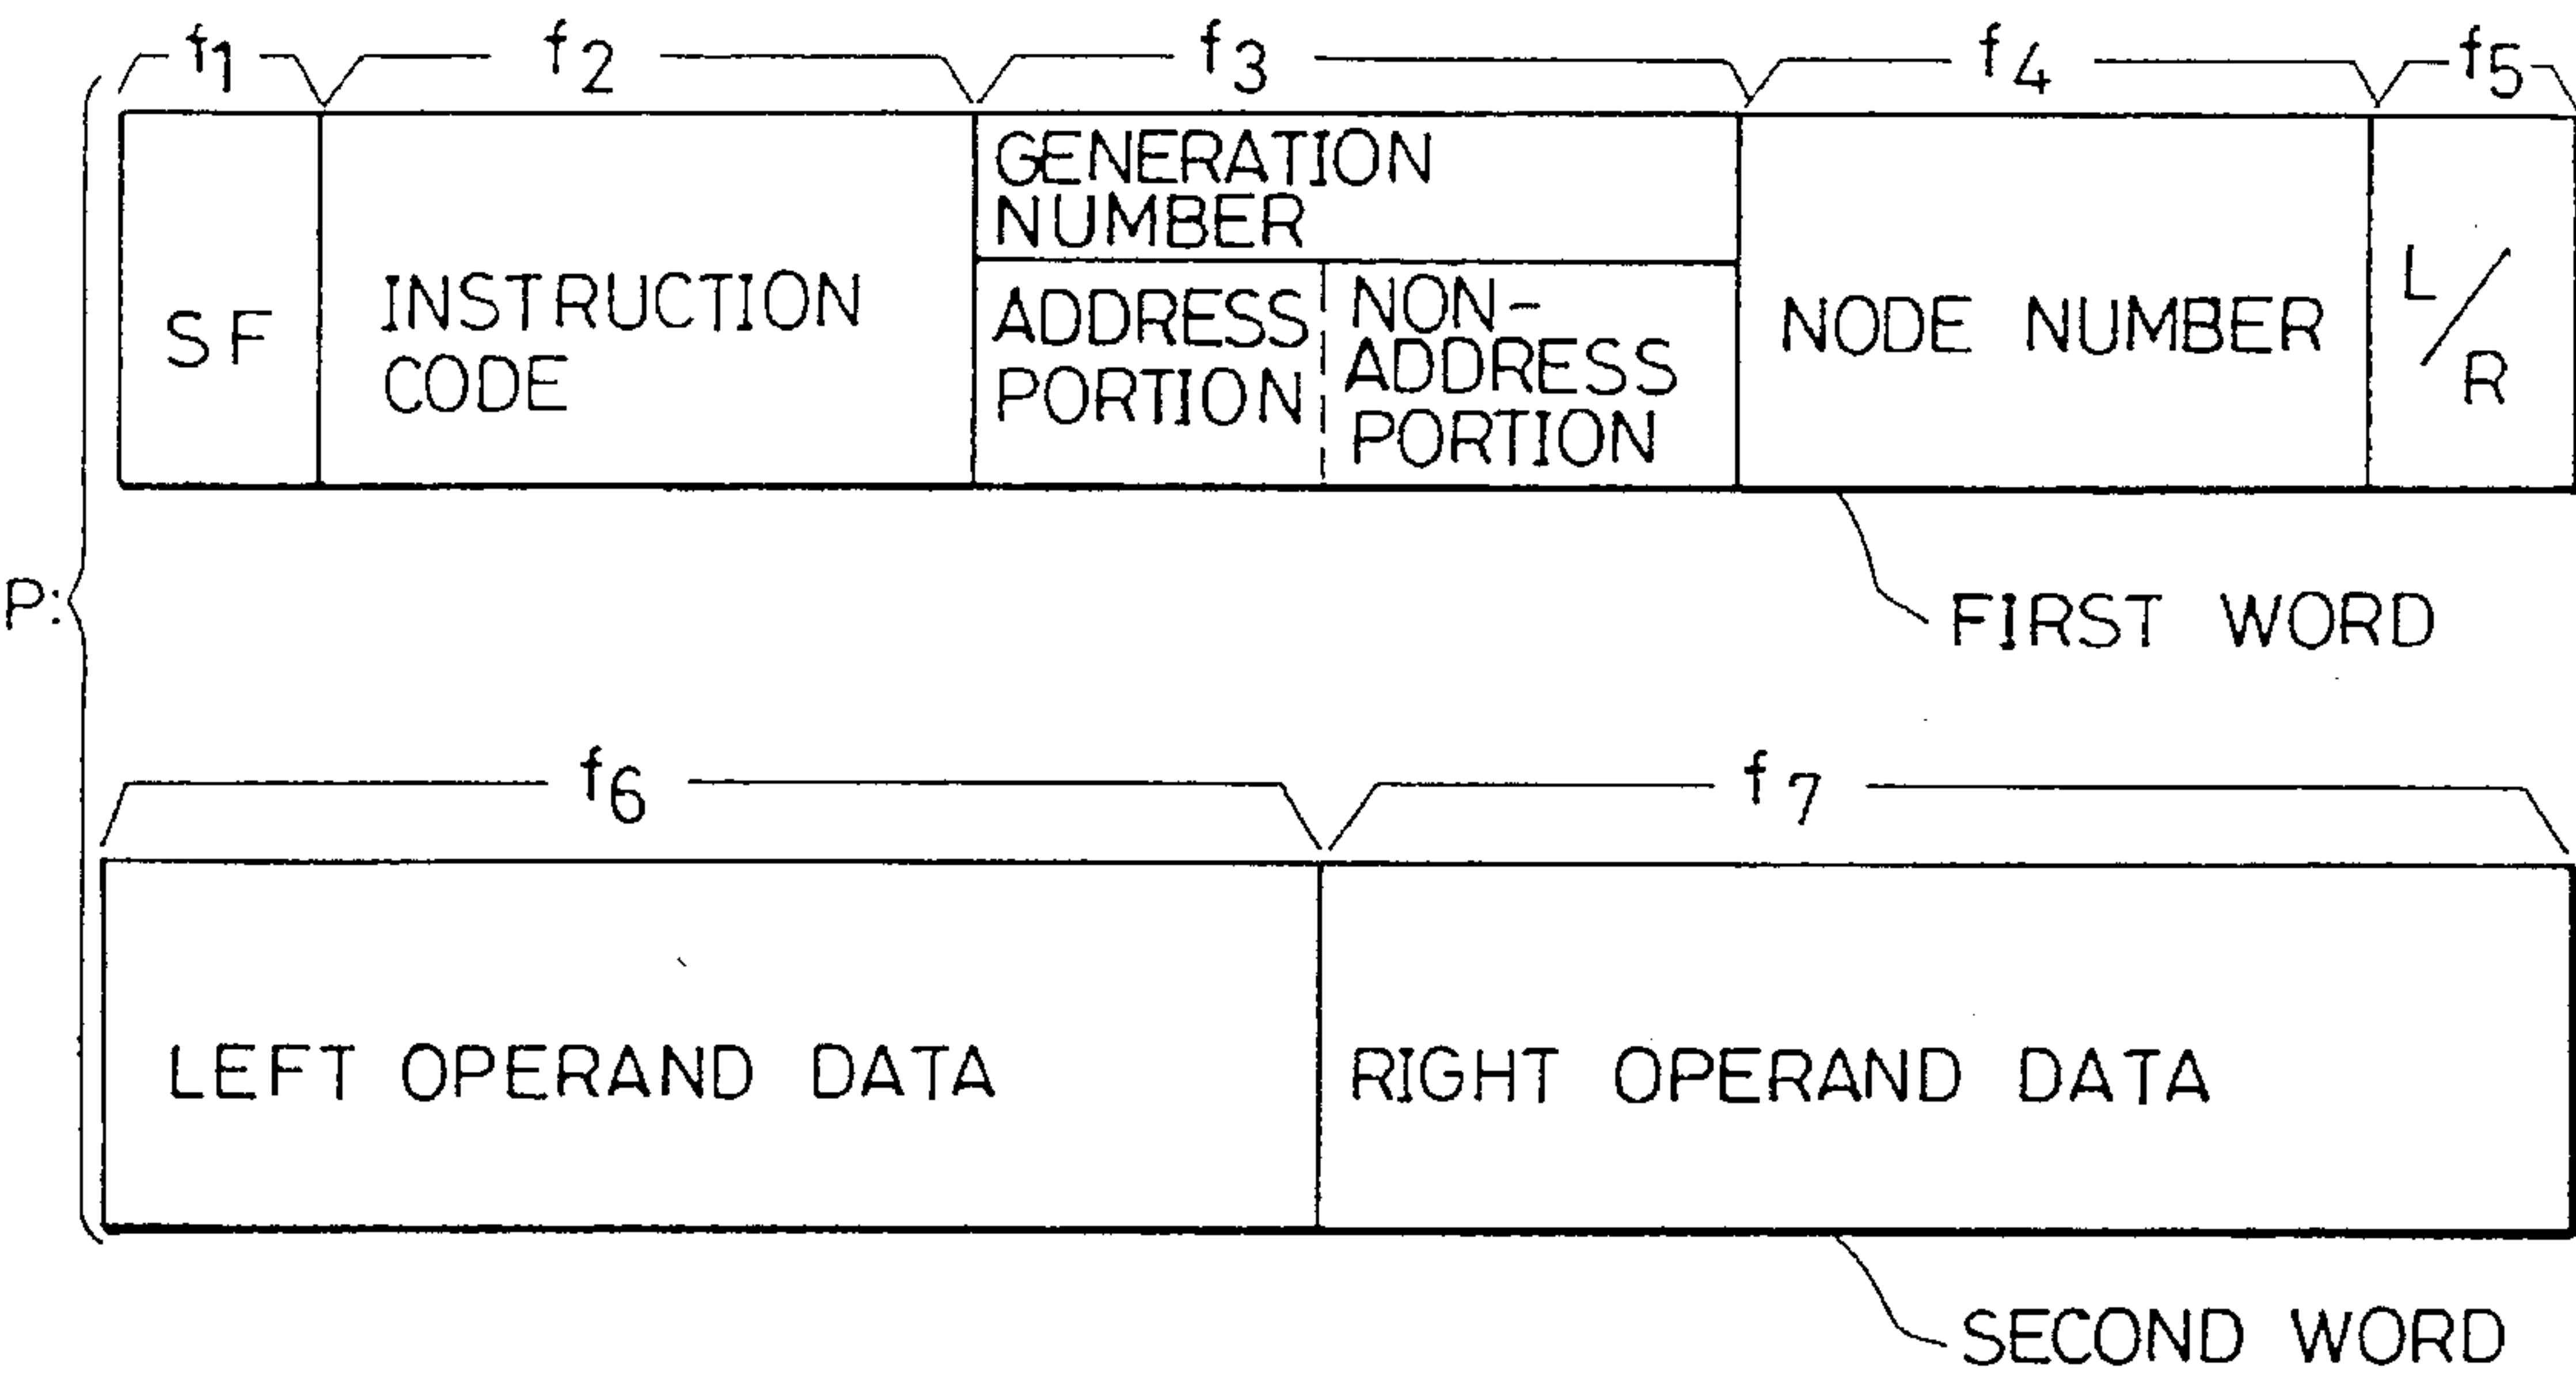 f1 f2 f3 f4 f5
SF
INSTRUCTION
CODE
GENERATION
NUMBER
ADDRESS
PORTION
NON-
ADDRESS
PORTION
NODE NUMBER
L/R
P:
FIRST WORD
f6 f7
LEFT OPERAND DATA
RIGHT OPERAND DATA
SECOND WORD